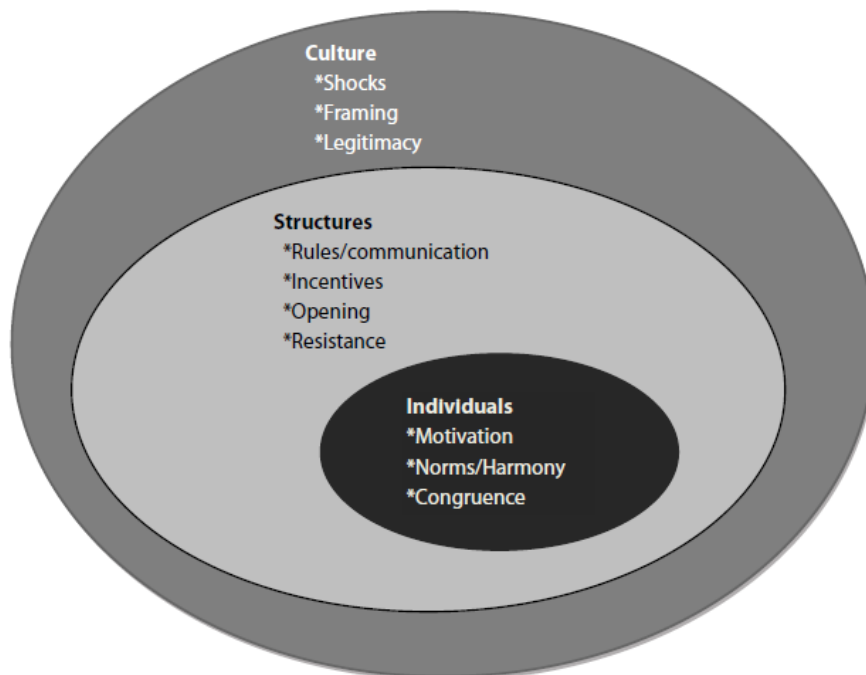 Culture
*Shocks
*Framing
*Legitimacy
Structures
*Rules/communication
*Incentives
*Opening
*Resistance
Individuals
*Motivation
*Norms/Harmony
*Congruence